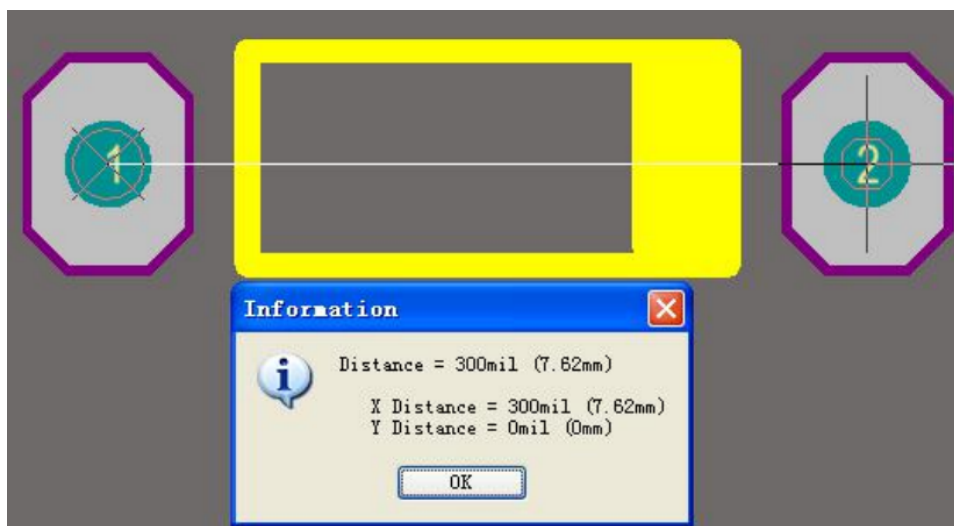 1
2
Information
Distance = 300mil (7.62mm)
X Distance = 300mil (7.62mm)
Y Distance = 0mil (0mm)
OK